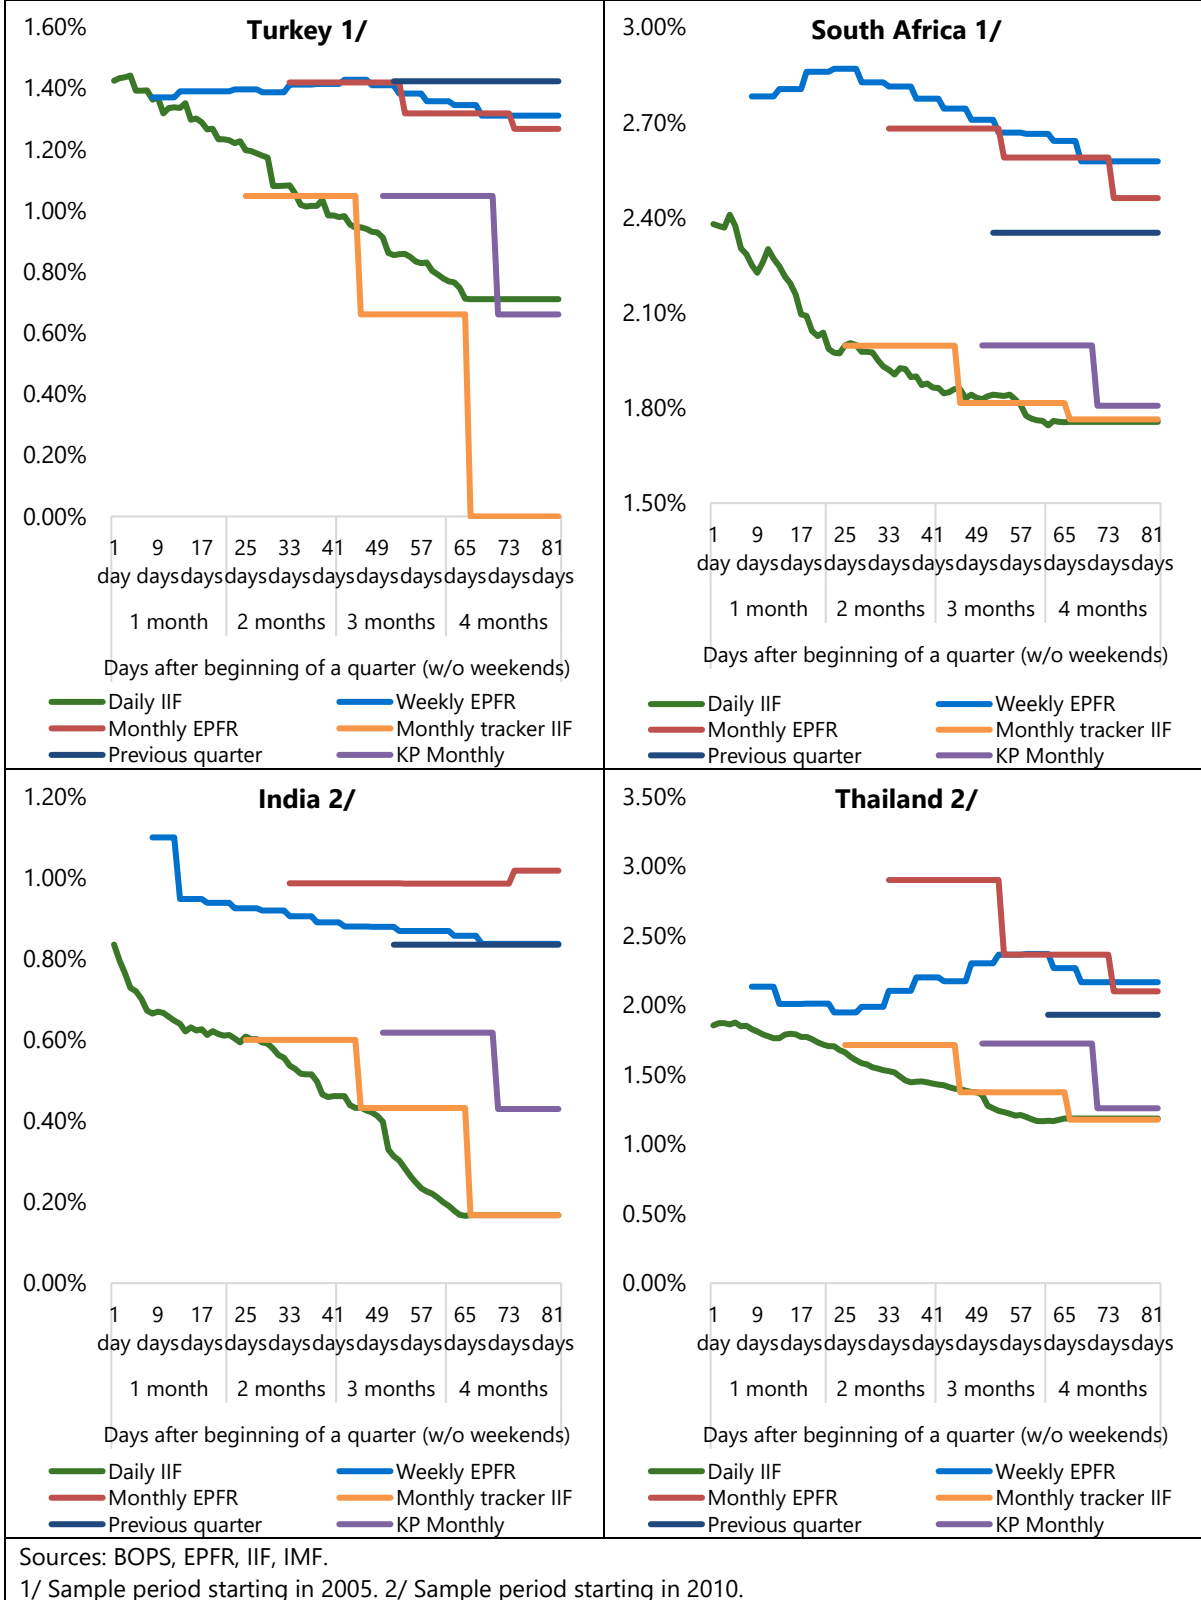 Turkey 1/
1.60%
1.40%
1.20%
1.00%
0.80%
0.60%
0.40%
0.20%
0.00%
1 9 17 25 33 41 49 57 65 73 81
day days days days days days days days days days days
1 month 2 months 3 months 4 months
Days after beginning of a quarter (w/o weekends)
Daily IIF Weekly EPFR
Monthly EPFR Monthly tracker IIF
Previous quarter KP Monthly
South Africa 1/
3.00%
2.70%
2.40%
2.10%
1.80%
1.50%
1 9 17 25 33 41 49 57 65 73 81
day days days days days days days days days days days
1 month 2 months 3 months 4 months
Days after beginning of a quarter (w/o weekends)
Daily IIF Weekly EPFR
Monthly EPFR Monthly tracker IIF
Previous quarter KP Monthly
India 2/
1.20%
1.00%
0.80%
0.60%
0.40%
0.20%
0.00%
1 9 17 25 33 41 49 57 65 73 81
day days days days days days days days days days days
1 month 2 months 3 months 4 months
Days after beginning of a quarter (w/o weekends)
Daily IIF Weekly EPFR
Monthly EPFR Monthly tracker IIF
Previous quarter KP Monthly
Thailand 2/
3.50%
3.00%
2.50%
2.00%
1.50%
1.00%
0.50%
0.00%
1 9 17 25 33 41 49 57 65 73 81
day days days days days days days days days days days
1 month 2 months 3 months 4 months
Days after beginning of a quarter (w/o weekends)
Daily IIF Weekly EPFR
Monthly EPFR Monthly tracker IIF
Previous quarter KP Monthly
Sources: BOPS, EPFR, IIF, IMF.
1/ Sample period starting in 2005. 2/ Sample period starting in 2010.